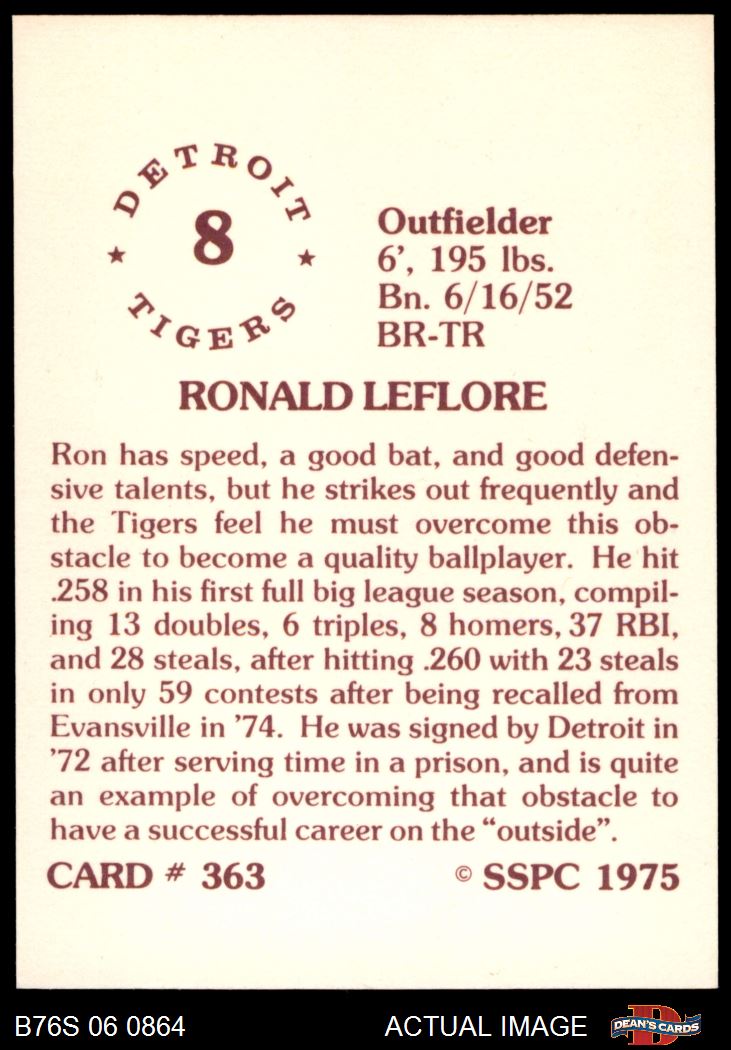 DETROIT
8
TIGERS
Outfielder
6', 195 lbs.
Bn. 6/16/52
BR-TR
RONALD LEFLORE
Ron has speed, a good bat, and good defen-
sive talents, but he strikes out frequently and
the Tigers feel he must overcome this ob-
stacle to become a quality ballplayer. He hit
.258 in his first full big league season, compil-
ing 13 doubles, 6 triples, 8 homers, 37 RBI,
and 28 steals, after hitting .260 with 23 steals
in only 59 contests after being recalled from
Evansville in '74. He was signed by Detroit in
'72 after serving time in a prison, and is quite
an example of overcoming that obstacle to
have a successful career on the "outside".
CARD # 363 © SSPC 1975
B76S 06 0864 ACTUAL IMAGE DEAN'S CARDS